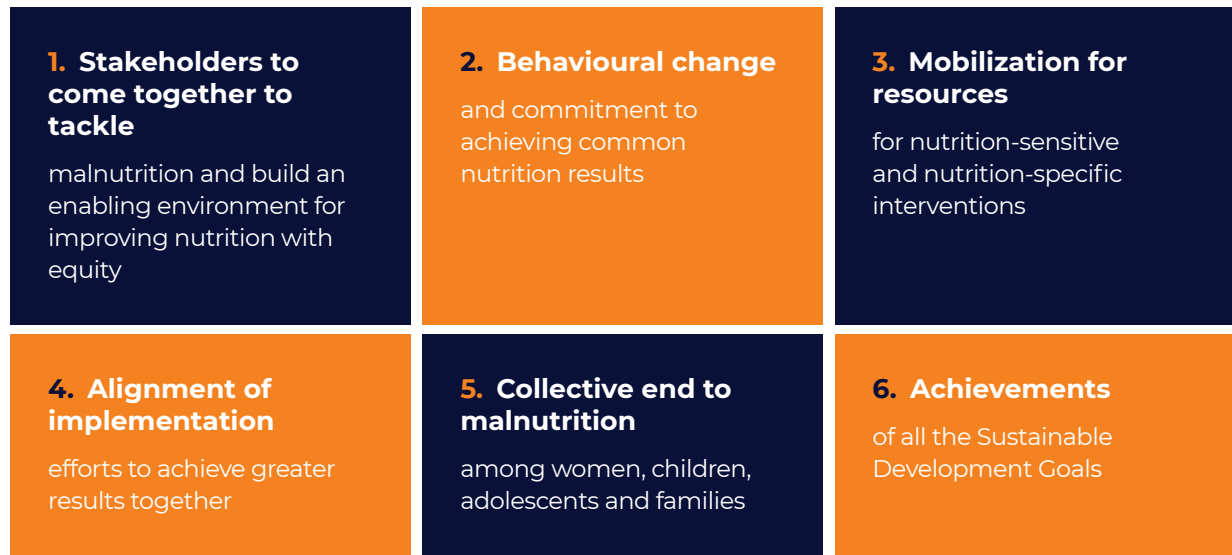 1. Stakeholders to
come together to
tackle
malnutrition and build an
enabling environment for
improving nutrition with
equity
2. Behavioural change
and commitment to
achieving common
nutrition results
3. Mobilization for
resources
for nutrition-sensitive
and nutrition-specific
interventions
4. Alignment of
implementation
efforts to achieve greater
results together
5. Collective end to
malnutrition
among women, children,
adolescents and families
6. Achievements
of all the Sustainable
Development Goals